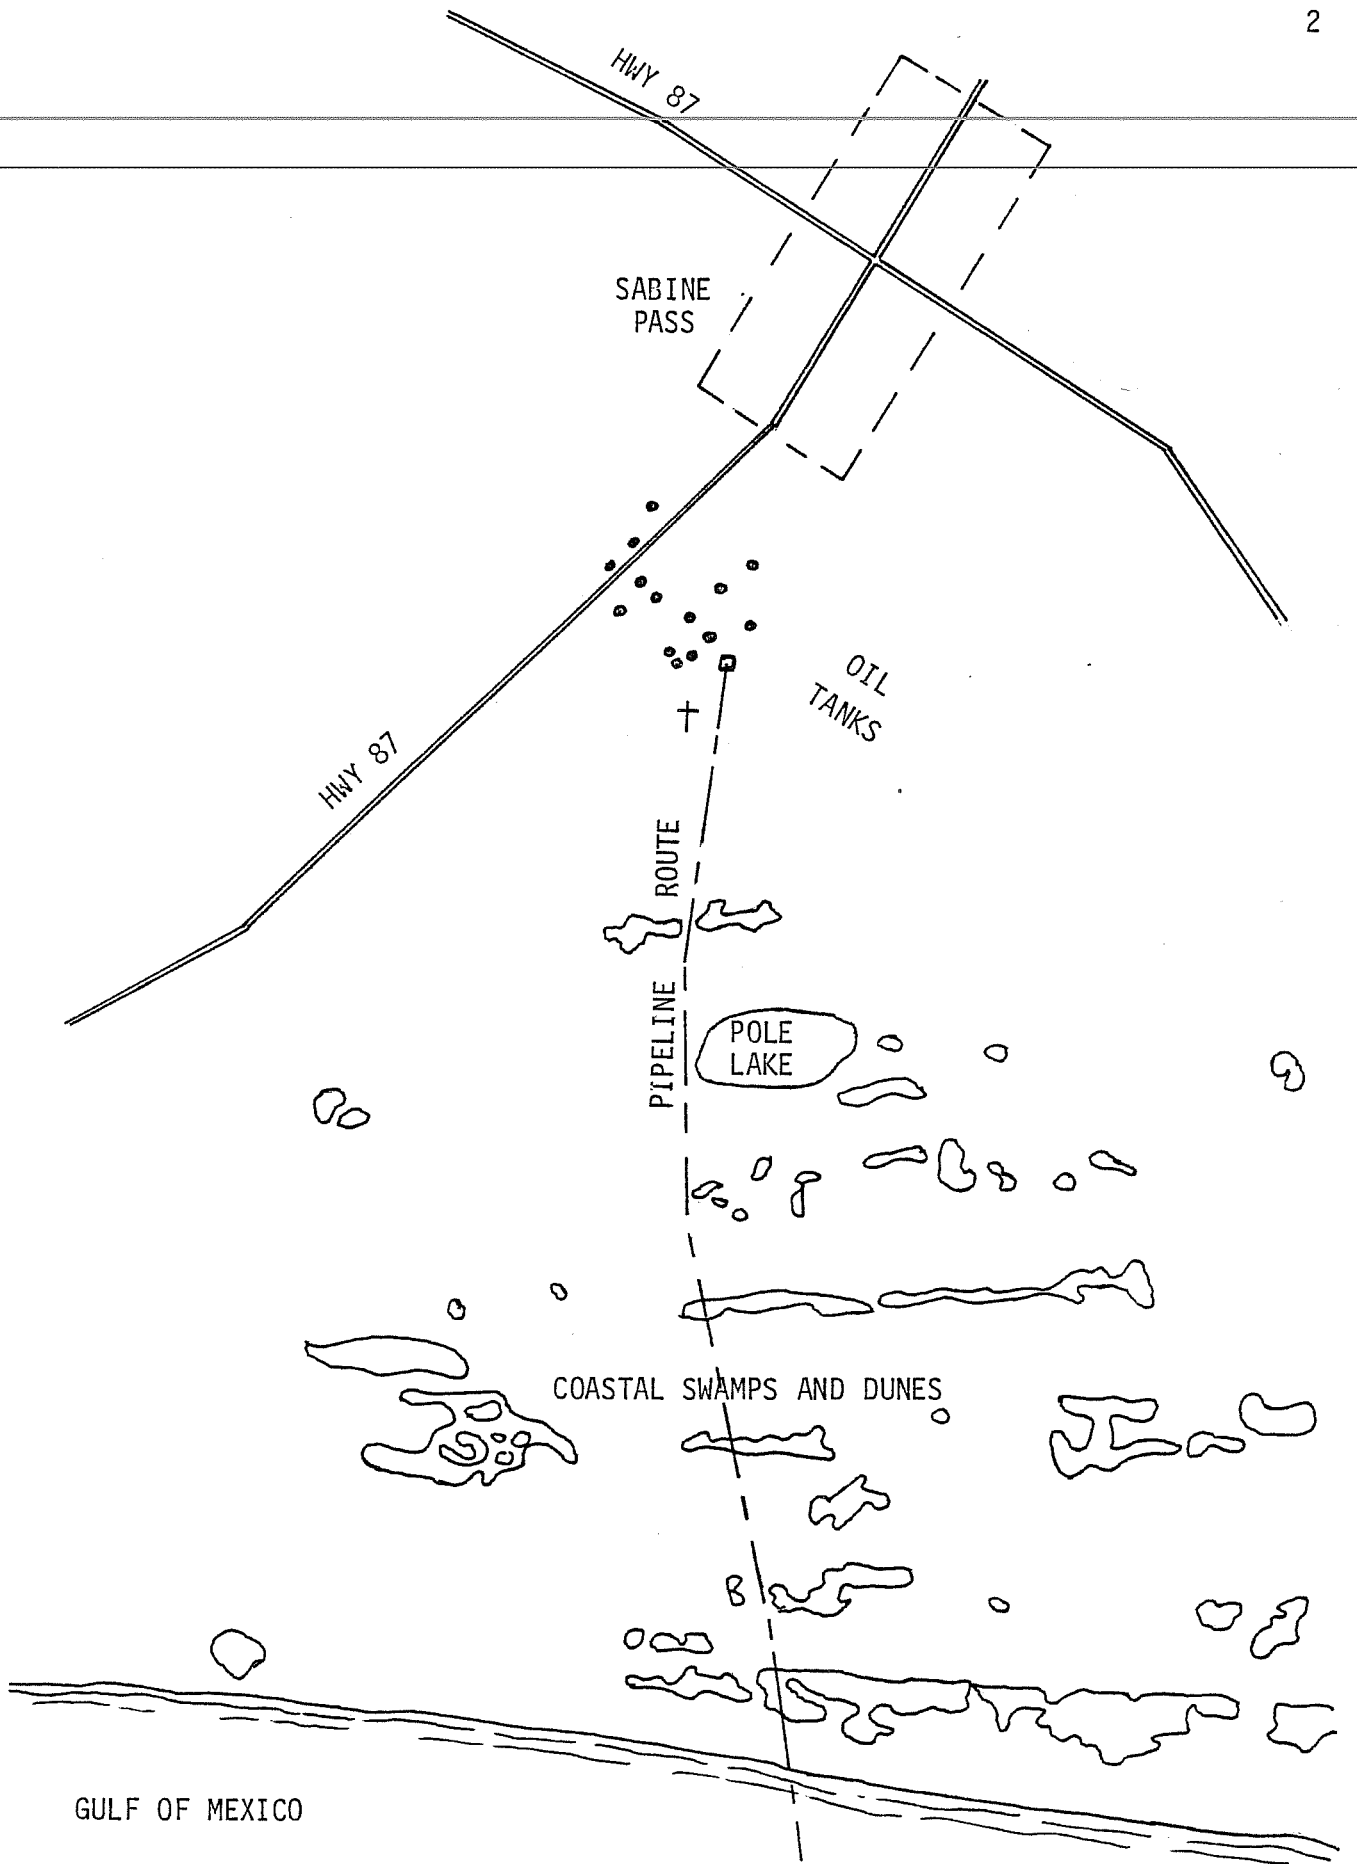 2
HWY 87
SABINE
PASS
OIL
TANKS
HWY 87
PIPELINE ROUTE
POLE
LAKE
COASTAL SWAMPS AND DUNES
B
GULF OF MEXICO